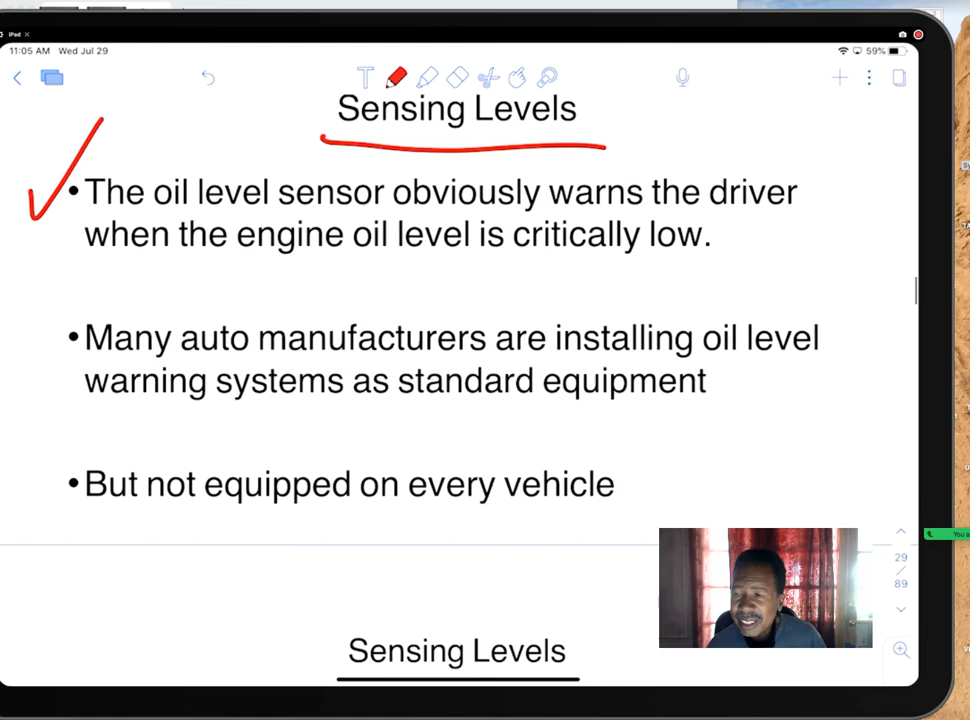 iPad
11:05 AM Wed Jul 29
59%
T
Sensing Levels
•The oil level sensor obviously warns the driver
when the engine oil level is critically low.
•Many auto manufacturers are installing oil level
warning systems as standard equipment
•But not equipped on every vehicle
29
/
89
Sensing Levels